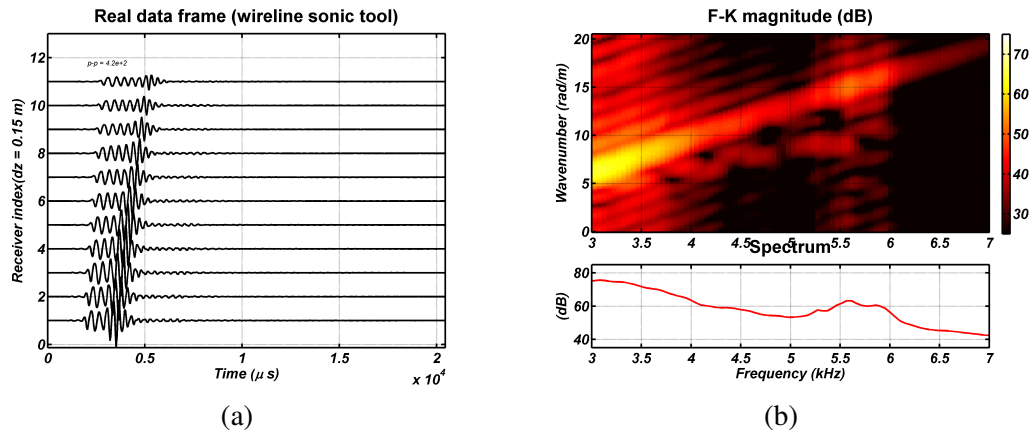 Real data frame (wireline sonic tool)
12
10
8
6
4
2
0
Receiver index(dz = 0.15 m)
p-p = 4.2e+2
0 0.5 1 1.5 2
Time (μ s)
x 10^4
(a)
F-K magnitude (dB)
20
15
10
5
0
Wavenumber (rad/m)
3 3.5 4 4.5 5 5.5 6 6.5 7
70
60
50
40
30
Spectrum
80
60
40
(dB)
3 3.5 4 4.5 5 5.5 6 6.5 7
Frequency (kHz)
(b)